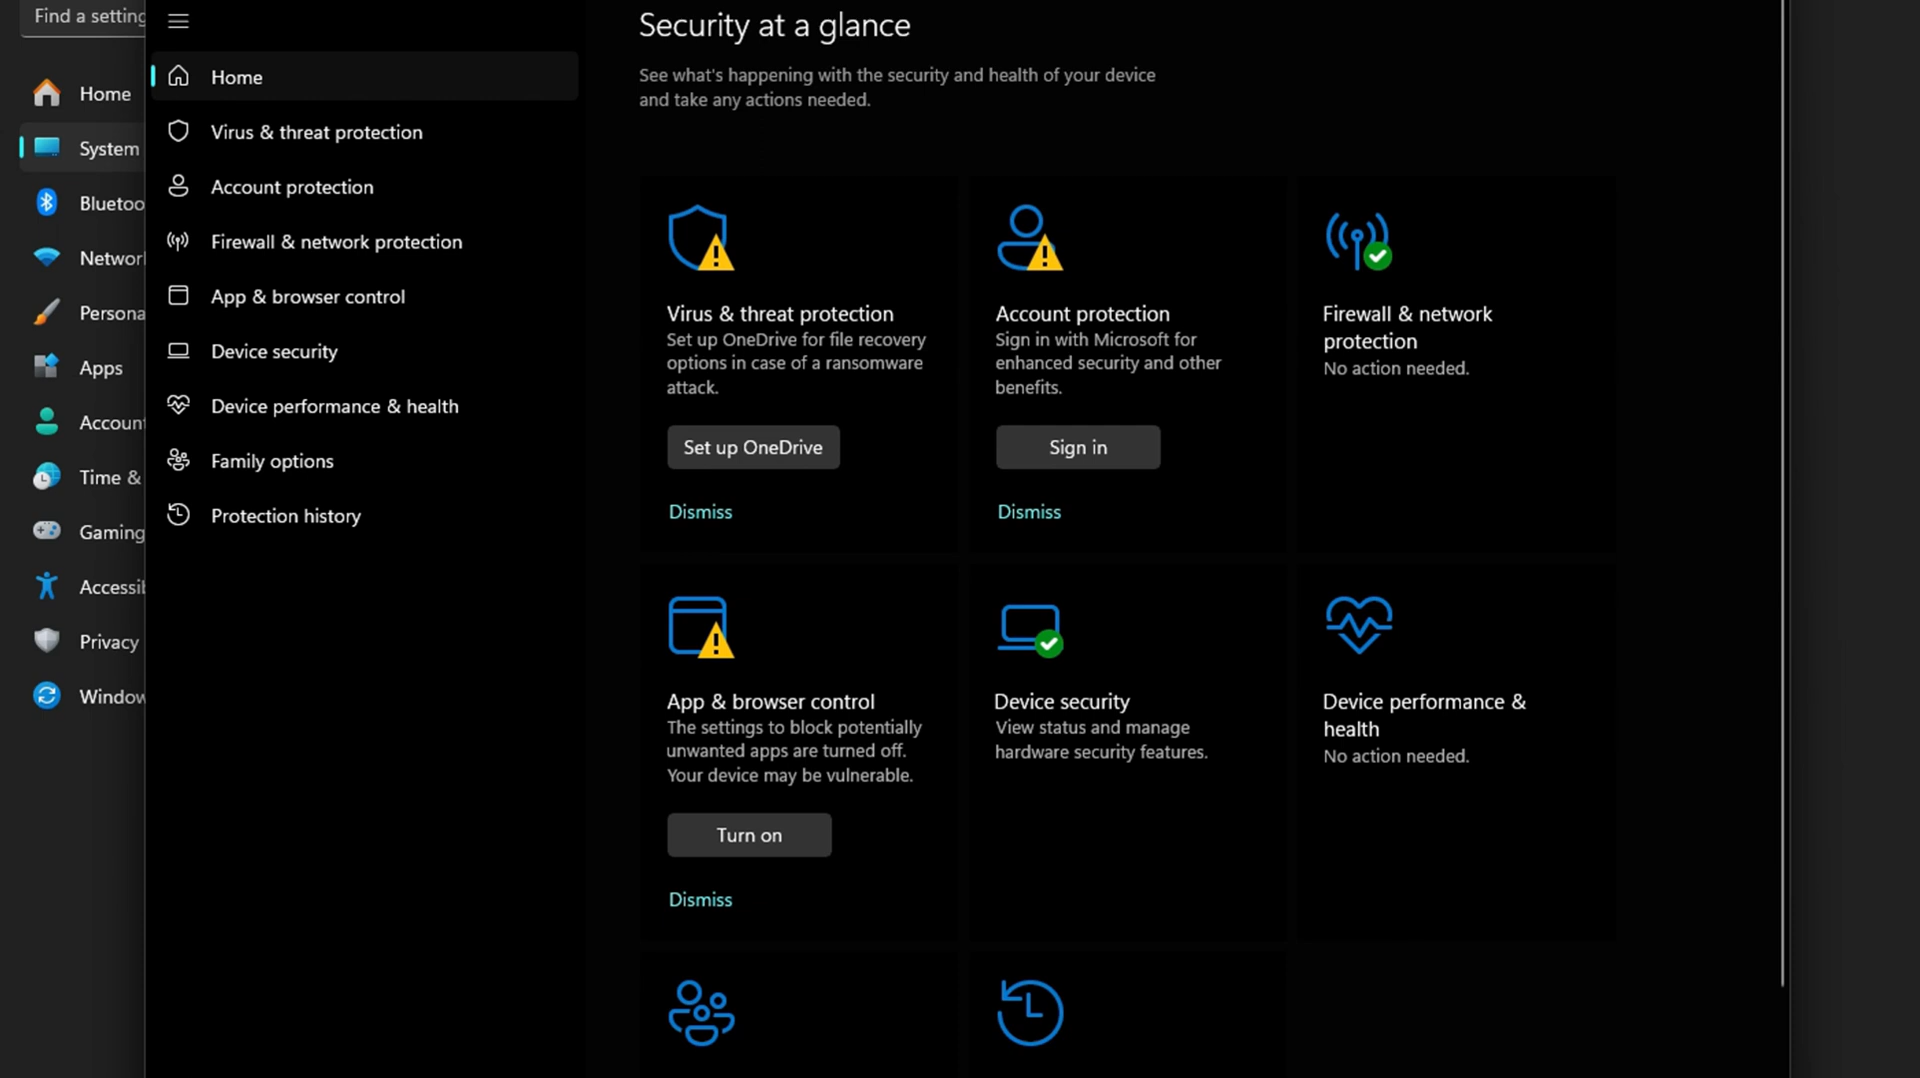 Find a setting
Home
System
Bluetoo
Network
Persona
Apps
Accoun
Time &
Gaming
Accessib
Privacy
Window
Home
Virus & threat protection
Account protection
Firewall & network protection
App & browser control
Device security
Device performance & health
Family options
Protection history
Security at a glance
See what's happening with the security and health of your device
and take any actions needed.
Virus & threat protection
Set up OneDrive for file recovery
options in case of a ransomware
attack.
Set up OneDrive
Dismiss
Account protection
Sign in with Microsoft for
enhanced security and other
benefits.
Sign in
Dismiss
Firewall & network
protection
No action needed.
App & browser control
The settings to block potentially
unwanted apps are turned off.
Your device may be vulnerable.
Turn on
Dismiss
Device security
View status and manage
hardware security features.
Device performance &
health
No action needed.